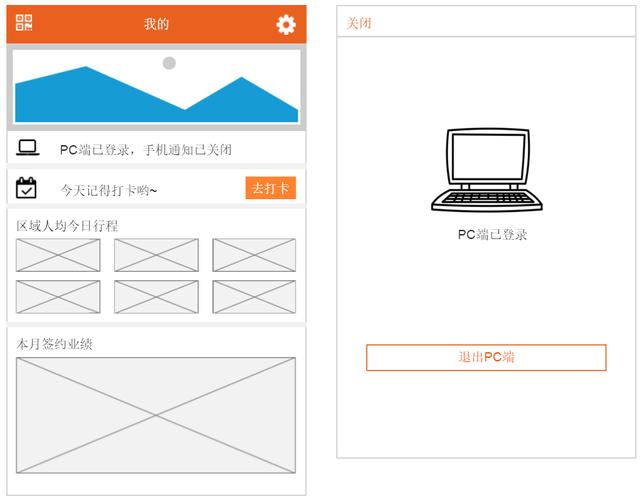 我的
PC端已登录，手机通知已关闭
今天记得打卡哟~
去打卡
区域人均今日行程
本月签约业绩
关闭
PC端已登录
退出PC端